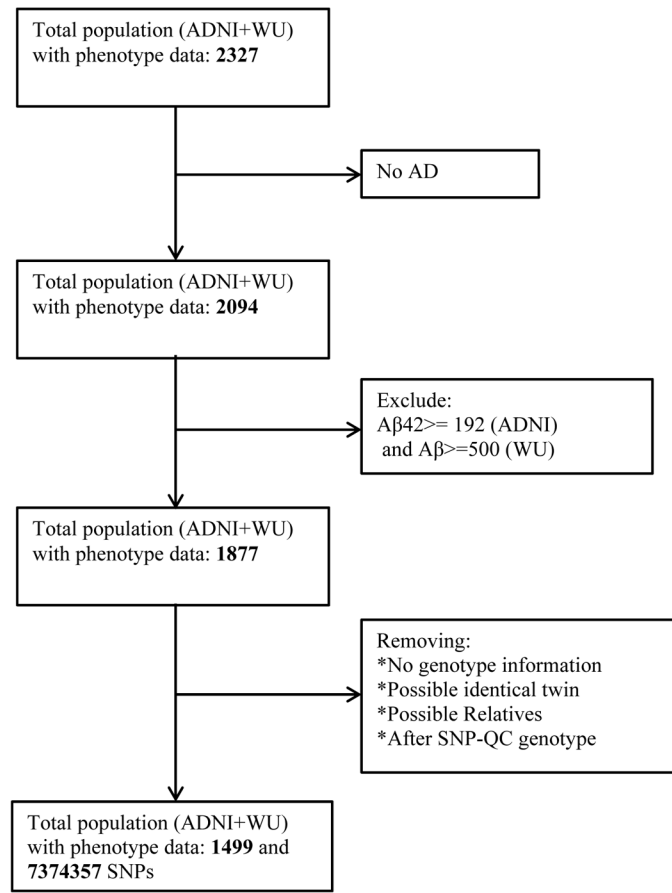 Total population (ADNI+WU)
with phenotype data: 2327
No AD
Total population (ADNI+WU)
with phenotype data: 2094
Exclude:
Aβ42>= 192 (ADNI)
and Aβ>=500 (WU)
Total population (ADNI+WU)
with phenotype data: 1877
Removing:
*No genotype information
*Possible identical twin
*Possible Relatives
*After SNP-QC genotype
Total population (ADNI+WU)
with phenotype data: 1499 and
7374357 SNPs